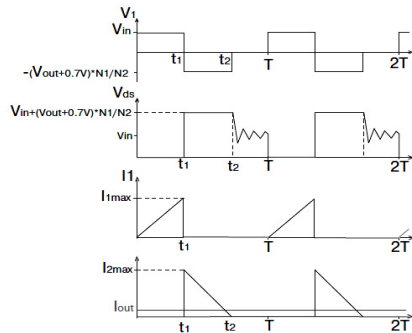 V1
Vin
t1 t2 T 2T
-(Vout+0.7V)*N1/N2
Vds
Vin+(Vout+0.7V)*N1/N2
Vin
t1 t2 T 2T
I1
I1max
t1 T 2T
I2max
Iout
t1 t2 T 2T